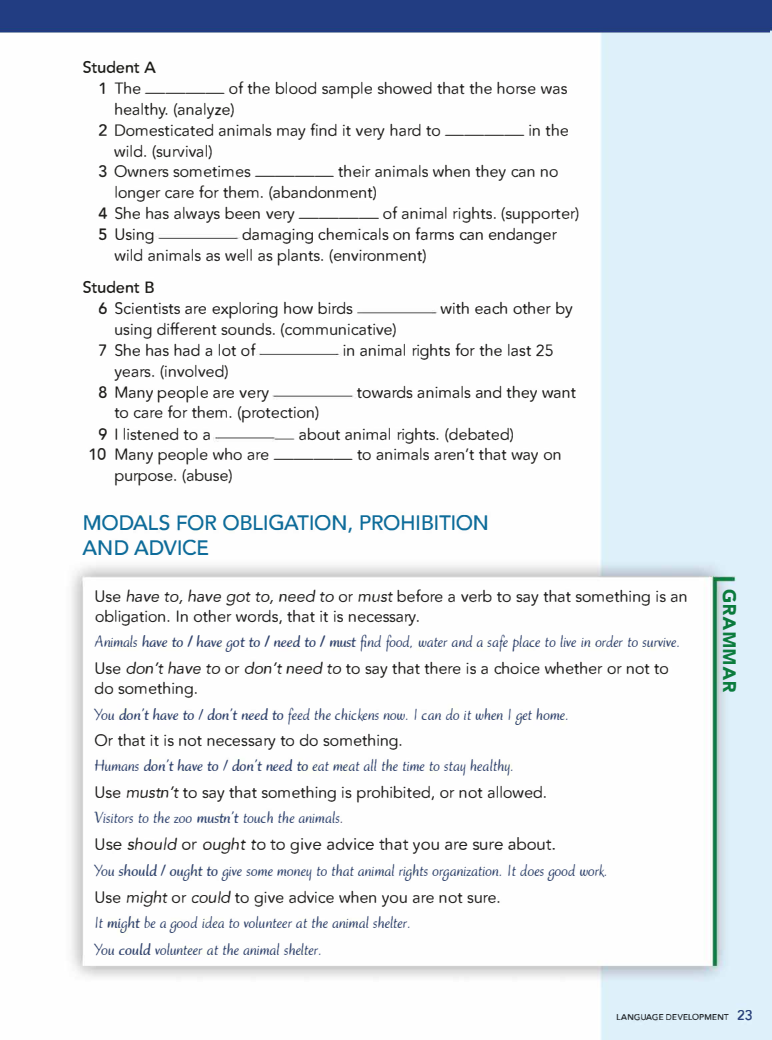 Student A
1 The _________ of the blood sample showed that the horse was
healthy. (analyze)
2 Domesticated animals may find it very hard to _________ in the
wild. (survival)
3 Owners sometimes _________ their animals when they can no
longer care for them. (abandonment)
4 She has always been very _________ of animal rights. (supporter)
5 Using _________ damaging chemicals on farms can endanger
wild animals as well as plants. (environment)
Student B
6 Scientists are exploring how birds _________ with each other by
using different sounds. (communicative)
7 She has had a lot of _________ in animal rights for the last 25
years. (involved)
8 Many people are very _________ towards animals and they want
to care for them. (protection)
9 I listened to a _________ about animal rights. (debated)
10 Many people who are _________ to animals aren't that way on
purpose. (abuse)
MODALS FOR OBLIGATION, PROHIBITION
AND ADVICE
GRAMMAR
Use have to, have got to, need to or must before a verb to say that something is an
obligation. In other words, that it is necessary.
Animals have to / have got to / need to / must find food, water and a safe place to live in order to survive.
Use don't have to or don't need to to say that there is a choice whether or not to
do something.
You don't have to / don't need to feed the chickens now. I can do it when I get home.
Or that it is not necessary to do something.
Humans don't have to / don't need to eat meat all the time to stay healthy.
Use mustn't to say that something is prohibited, or not allowed.
Visitors to the zoo mustn't touch the animals.
Use should or ought to to give advice that you are sure about.
You should / ought to give some money to that animal rights organization. It does good work.
Use might or could to give advice when you are not sure.
It might be a good idea to volunteer at the animal shelter.
You could volunteer at the animal shelter.
LANGUAGE DEVELOPMENT 23